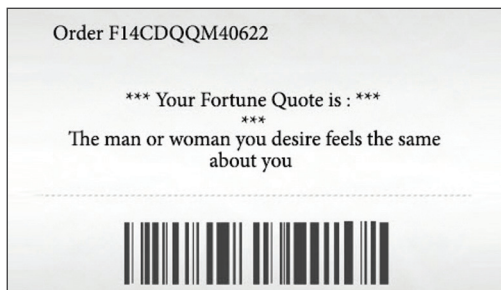 Order F14CDQQM40622
*** Your Fortune Quote is : ***
***
The man or woman you desire feels the same
about you